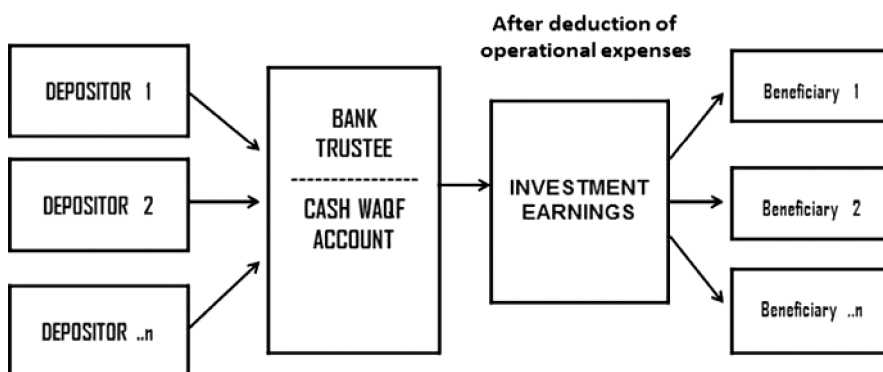 DEPOSITOR 1
DEPOSITOR 2
DEPOSITOR ..n
BANK
TRUSTEE
CASH WAQF
ACCOUNT
After deduction of
operational expenses
INVESTMENT
EARNINGS
Beneficiary 1
Beneficiary 2
Beneficiary ..n